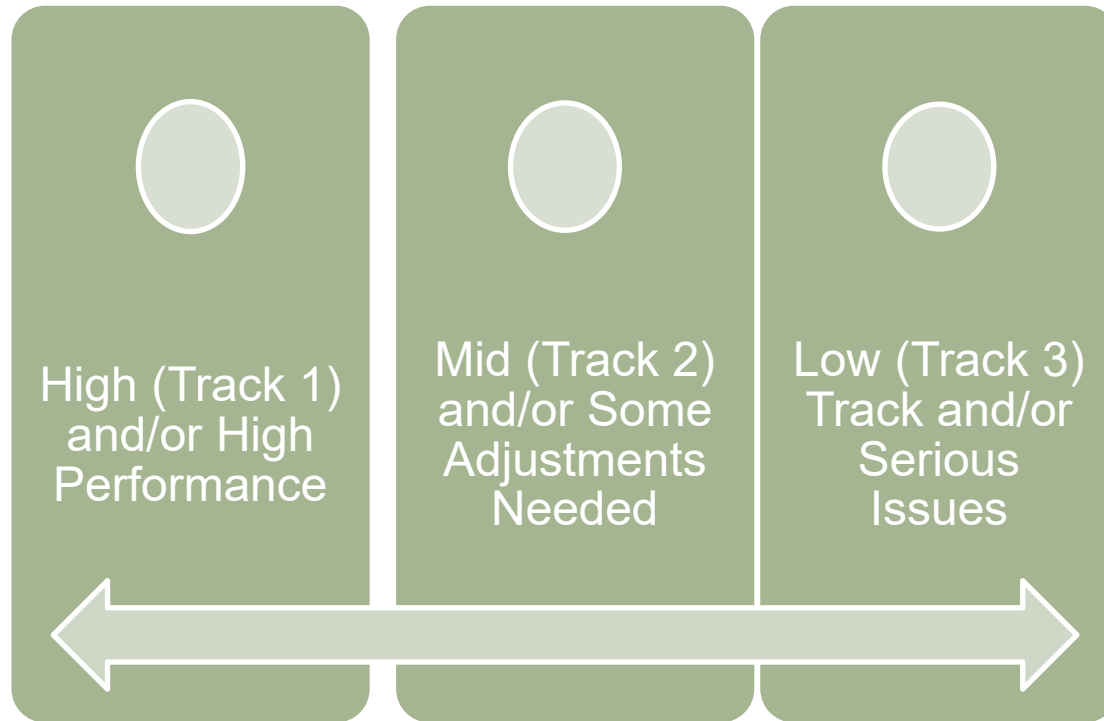 High (Track 1)
and/or High
Performance
Mid (Track 2)
and/or Some
Adjustments
Needed
Low (Track 3)
Track and/or
Serious
Issues